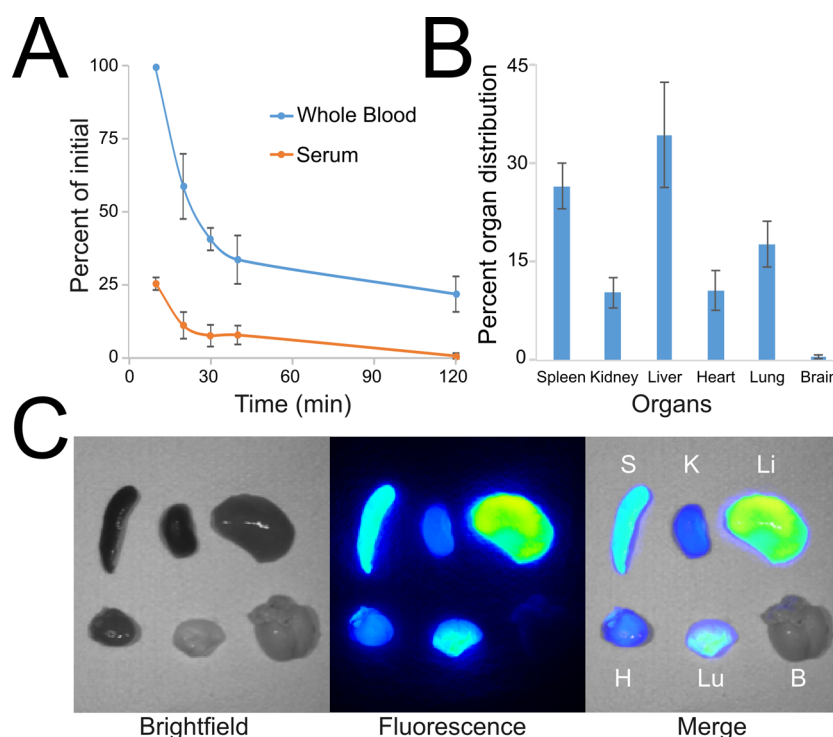 A
B
100
75
50
25
0
Percent of initial
Whole Blood
Serum
0 30 60 90 120
Time (min)
45
30
15
0
Percent organ distribution
Spleen Kidney Liver Heart Lung Brain
Organs
C
S K Li
H Lu B
Brightfield Fluorescence Merge